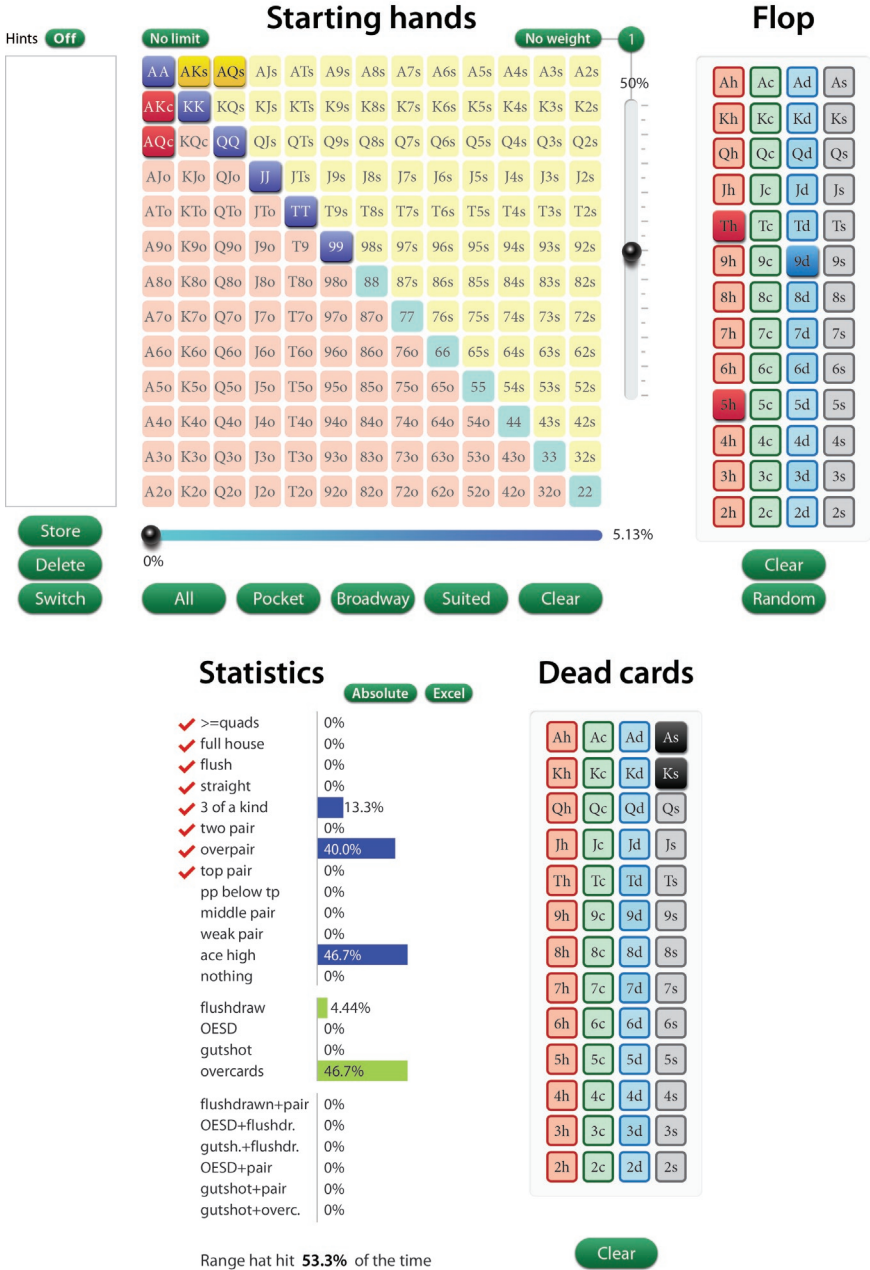 Starting hands
Flop
Hints Off
No limit
No weight
1
AA AKs AQs AJs ATs A9s A8s A7s A6s A5s A4s A3s A2s
50%
AKc KK KQs KJs KTs K9s K8s K7s K6s K5s K4s K3s K2s
AQc KQc QQ QJs QTs Q9s Q8s Q7s Q6s Q5s Q4s Q3s Q2s
AJo KJo QJo JJ JTs J9s J8s J7s J6s J5s J4s J3s J2s
ATo KTo QTo JTo TT T9s T8s T7s T6s T5s T4s T3s T2s
A9o K9o Q9o J9o T9 99 98s 97s 96s 95s 94s 93s 92s
A8o K8o Q8o J8o T8o 98o 88 87s 86s 85s 84s 83s 82s
A7o K7o Q7o J7o T7o 97o 87o 77 76s 75s 74s 73s 72s
A6o K6o Q6o J6o T6o 96o 86o 76o 66 65s 64s 63s 62s
A5o K5o Q5o J5o T5o 95o 85o 75o 65o 55 54s 53s 52s
A4o K4o Q4o J4o T4o 94o 84o 74o 64o 54o 44 43s 42s
A3o K3o Q3o J3o T3o 93o 83o 73o 63o 53o 43o 33 32s
A2o K2o Q2o J2o T2o 92o 82o 72o 62o 52o 42o 32o 22
Ah Ac Ad As
Kh Kc Kd Ks
Qh Qc Qd Qs
Jh Jc Jd Js
Th Tc Td Ts
9h 9c 9d 9s
8h 8c 8d 8s
7h 7c 7d 7s
6h 6c 6d 6s
5h 5c 5d 5s
4h 4c 4d 4s
3h 3c 3d 3s
2h 2c 2d 2s
Store
Delete
Switch
5.13%
0%
All Pocket Broadway Suited Clear
Clear
Random
Statistics
Absolute Excel
>=quads 0%
full house 0%
flush 0%
straight 0%
3 of a kind 13.3%
two pair 0%
overpair 40.0%
top pair 0%
pp below tp 0%
middle pair 0%
weak pair 0%
ace high 46.7%
nothing 0%
flushdraw 4.44%
OESD 0%
gutshot 0%
overcards 46.7%
flushdrawn+pair 0%
OESD+flushdr. 0%
gutsh.+flushdr. 0%
OESD+pair 0%
gutshot+pair 0%
gutshot+overc. 0%
Range hat hit 53.3% of the time
Dead cards
Ah Ac Ad As
Kh Kc Kd Ks
Qh Qc Qd Qs
Jh Jc Jd Js
Th Tc Td Ts
9h 9c 9d 9s
8h 8c 8d 8s
7h 7c 7d 7s
6h 6c 6d 6s
5h 5c 5d 5s
4h 4c 4d 4s
3h 3c 3d 3s
2h 2c 2d 2s
Clear